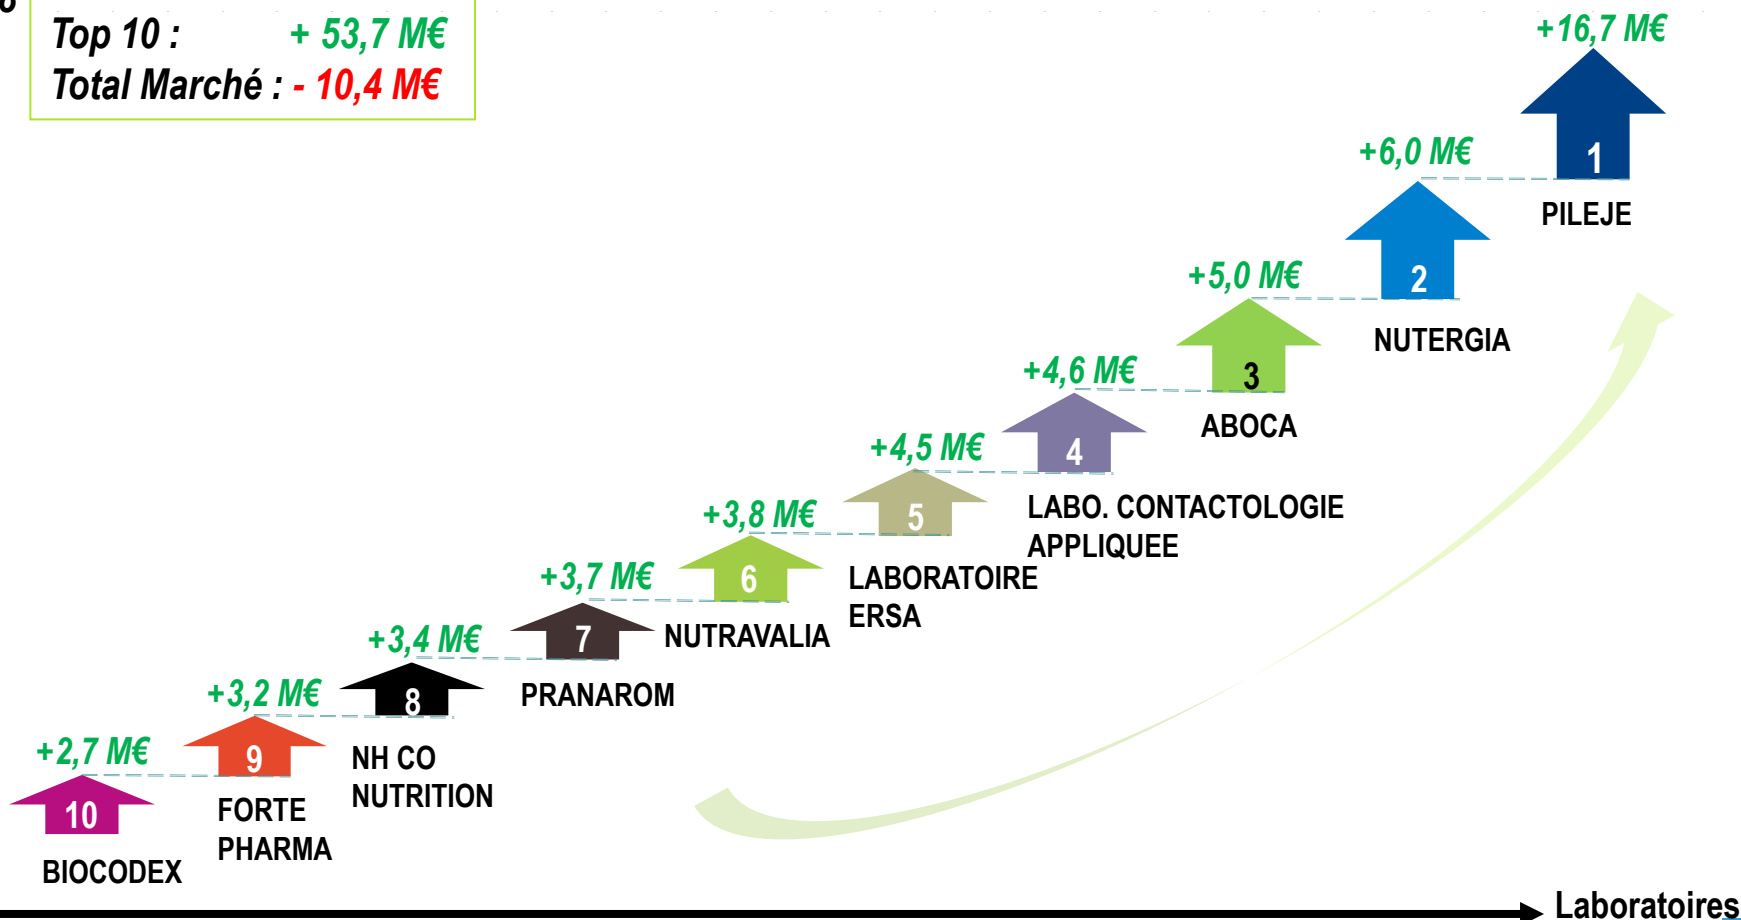 Top 10 : + 53,7 M€
Total Marché : - 10,4 M€
+16,7 M€
1
PILEJE
+6,0 M€
2
NUTERGIA
+5,0 M€
3
ABOCA
+4,6 M€
4
LABO. CONTACTOLOGIE
APPLIQUEE
+4,5 M€
5
LABORATOIRE
ERSA
+3,8 M€
6
NUTRAVALIA
+3,7 M€
7
PRANAROM
+3,4 M€
8
NH CO
NUTRITION
+3,2 M€
9
FORTE
PHARMA
+2,7 M€
10
BIOCODEX
Laboratoires